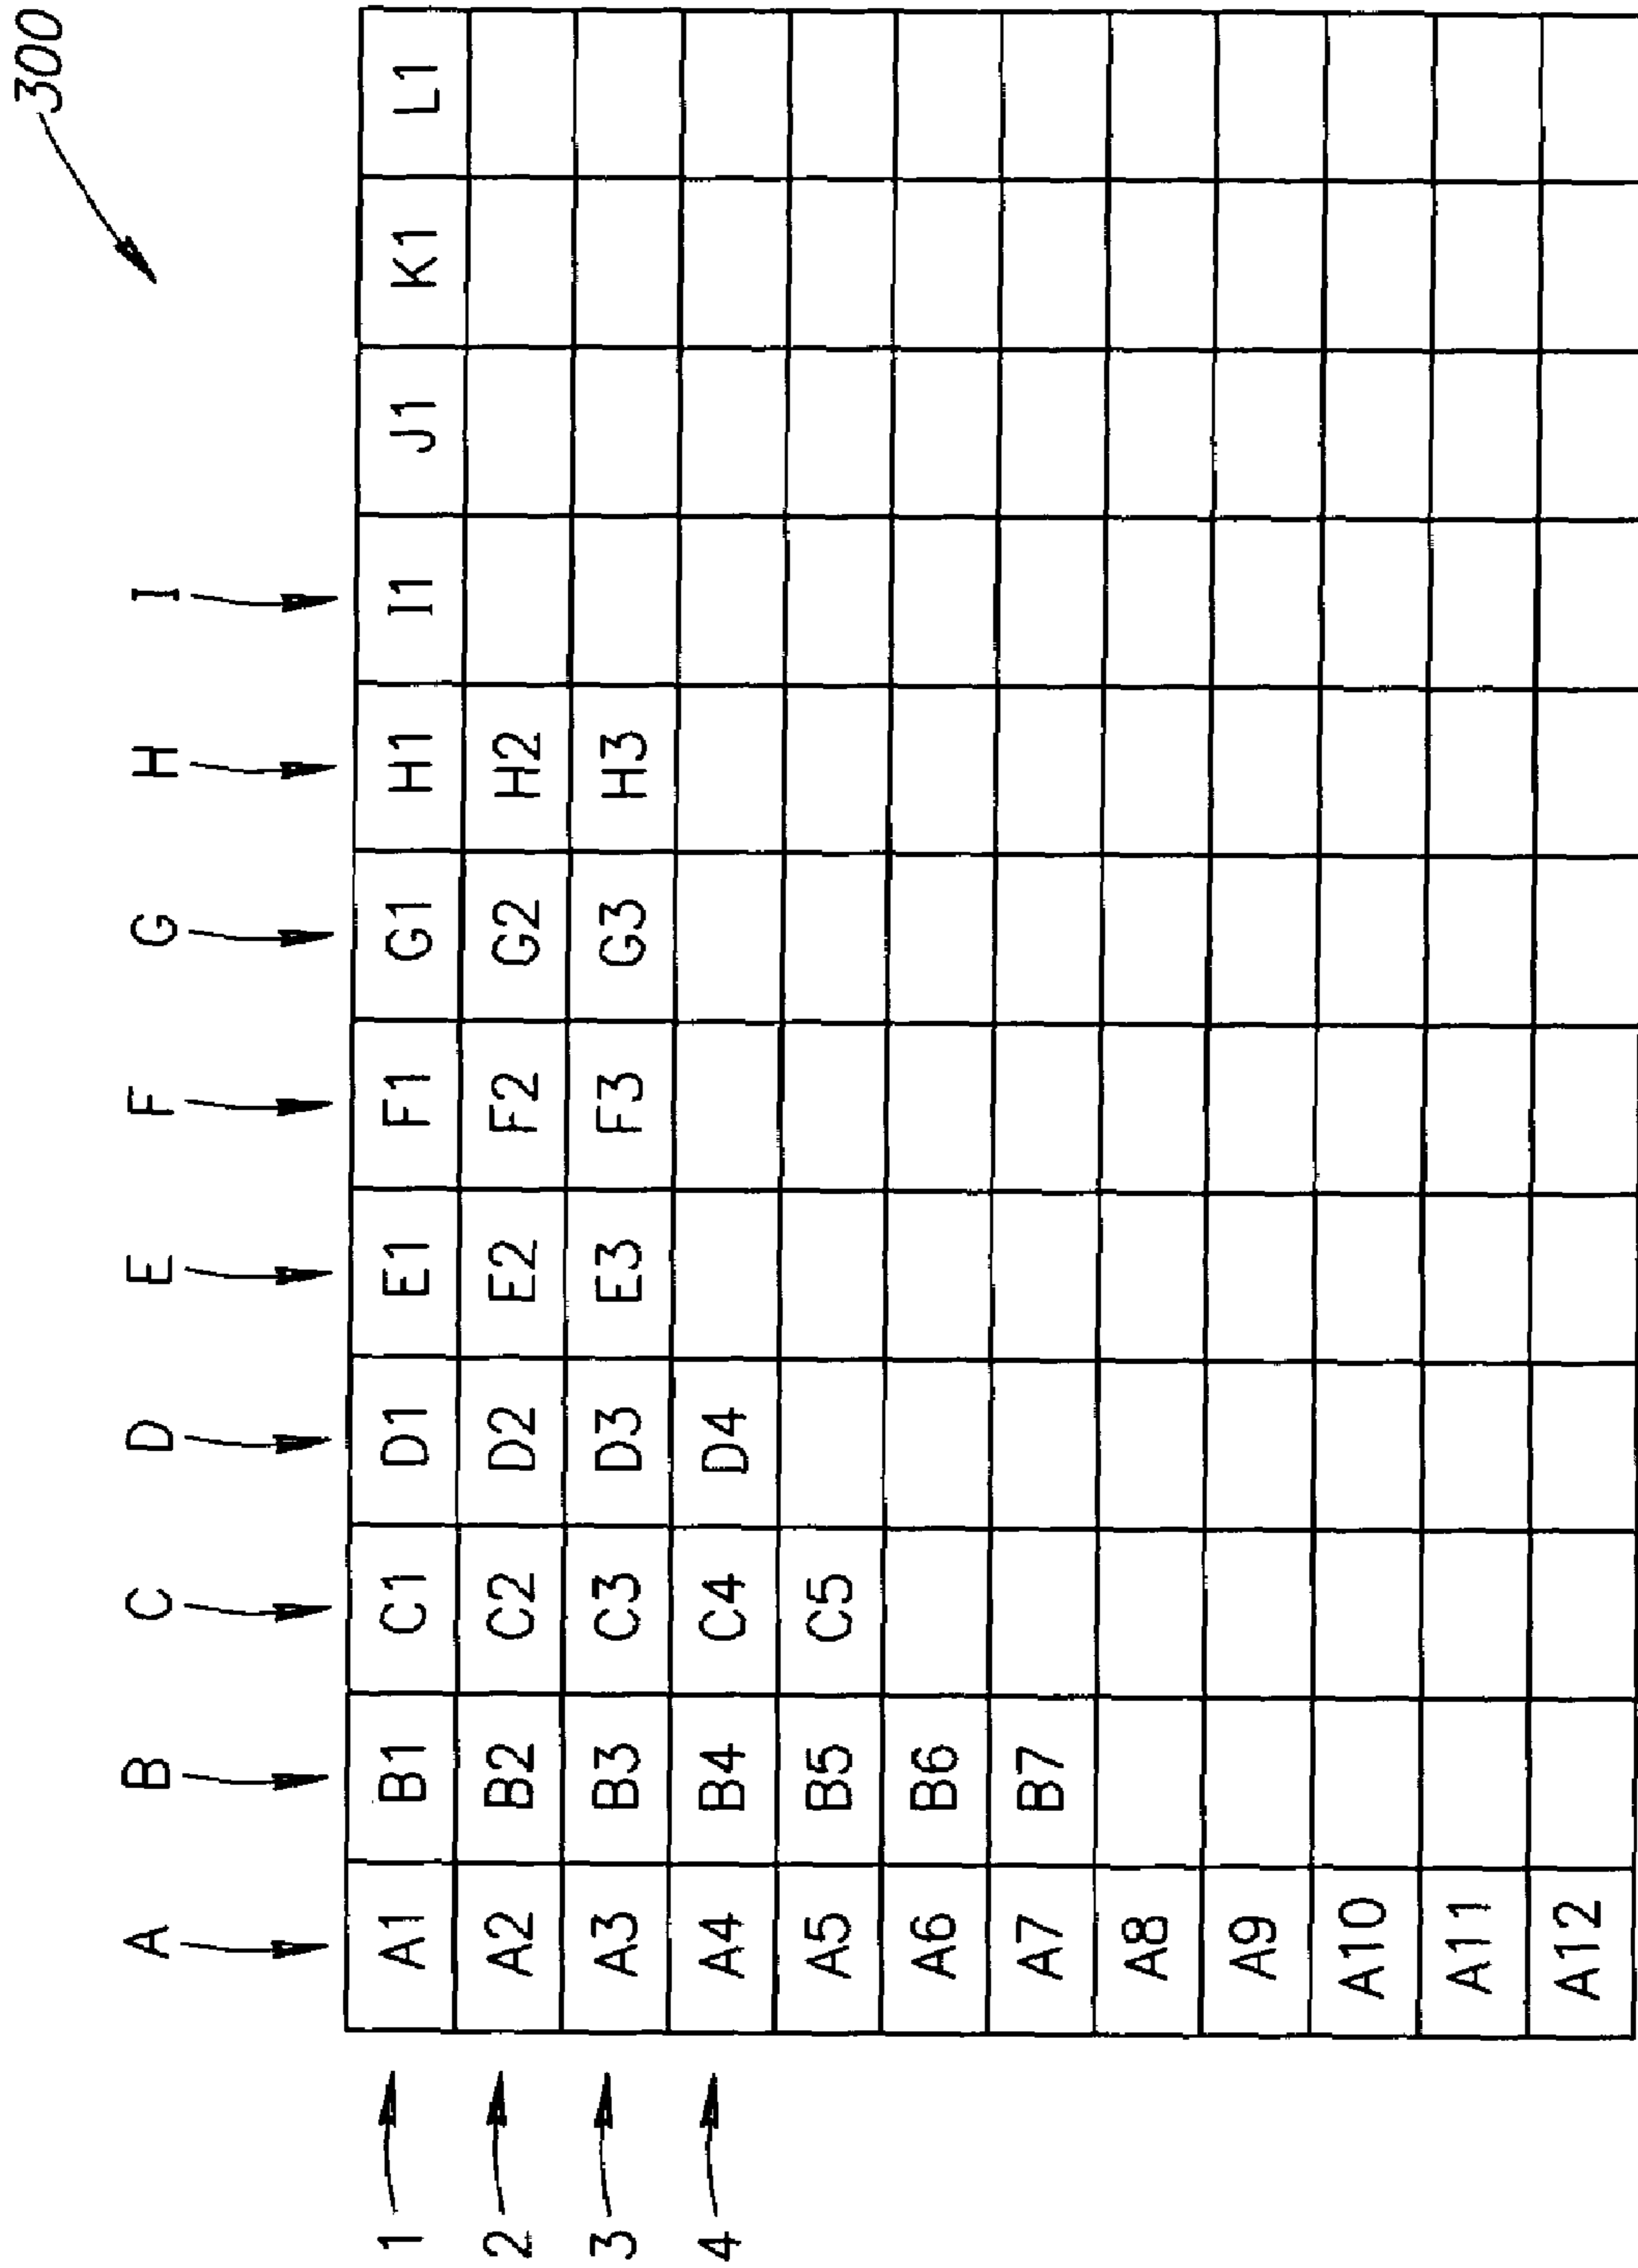 300
A B C D E F G H I
1 A1 B1 C1 D1 E1 F1 G1 H1 I1 J1 K1 L1
2 A2 B2 C2 D2 E2 F2 G2 H2
3 A3 B3 C3 D3 E3 F3 G3 H3
4 A4 B4 C4 D4
A5 B5 C5
A6 B6
A7 B7
A8
A9
A10
A11
A12